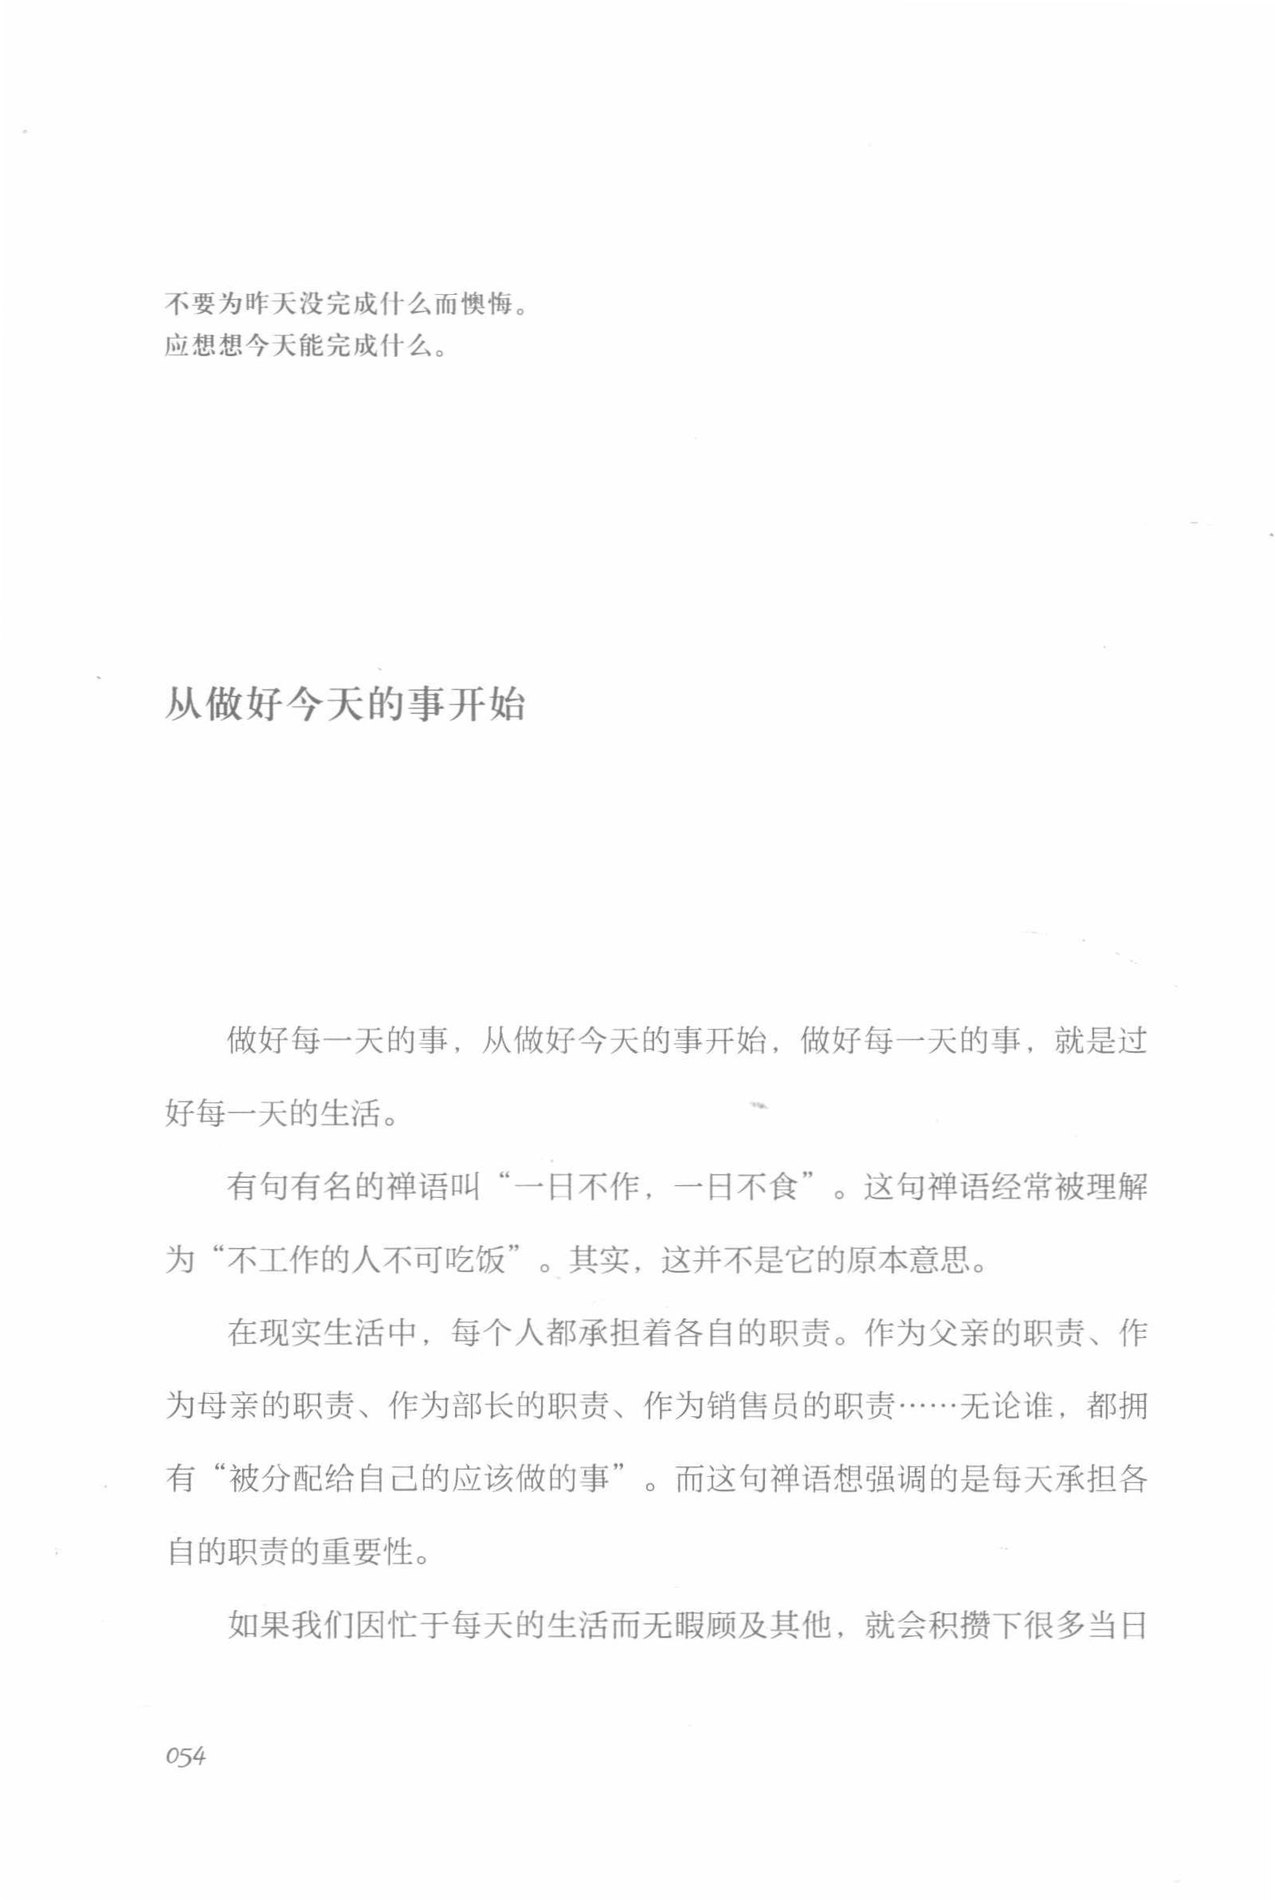 不要为昨天没完成什么而懊悔。
应想想今天能完成什么。
从做好今天的事开始
做好每一天的事，从做好今天的事开始，做好每一天的事，就是过
好每一天的生活。
有句有名的禅语叫“一日不作，一日不食”。这句禅语经常被理解
为“不工作的人不可吃饭”。其实，这并不是它的原本意思。
在现实生活中，每个人都承担着各自的职责。作为父亲的职责、作
为母亲的职责、作为部长的职责、作为销售员的职责……无论谁，都拥
有“被分配给自己的应该做的事”。而这句禅语想强调的是每天承担各
自的职责的重要性。
如果我们因忙于每天的生活而无暇顾及其他，就会积攒下很多当日
054